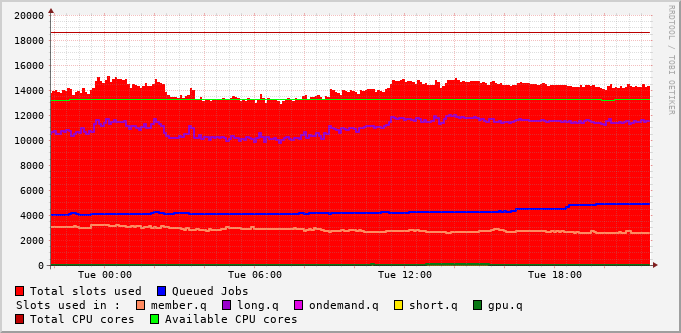 20000
18000
16000
14000
12000
10000
8000
6000
4000
2000
0
Tue 00:00 Tue 06:00 Tue 12:00 Tue 18:00
Total slots used Queued Jobs
Slots used in : member.q long.q ondemand.q short.q gpu.q
Total CPU cores Available CPU cores
RRDTOOL / TOBI OETIKER